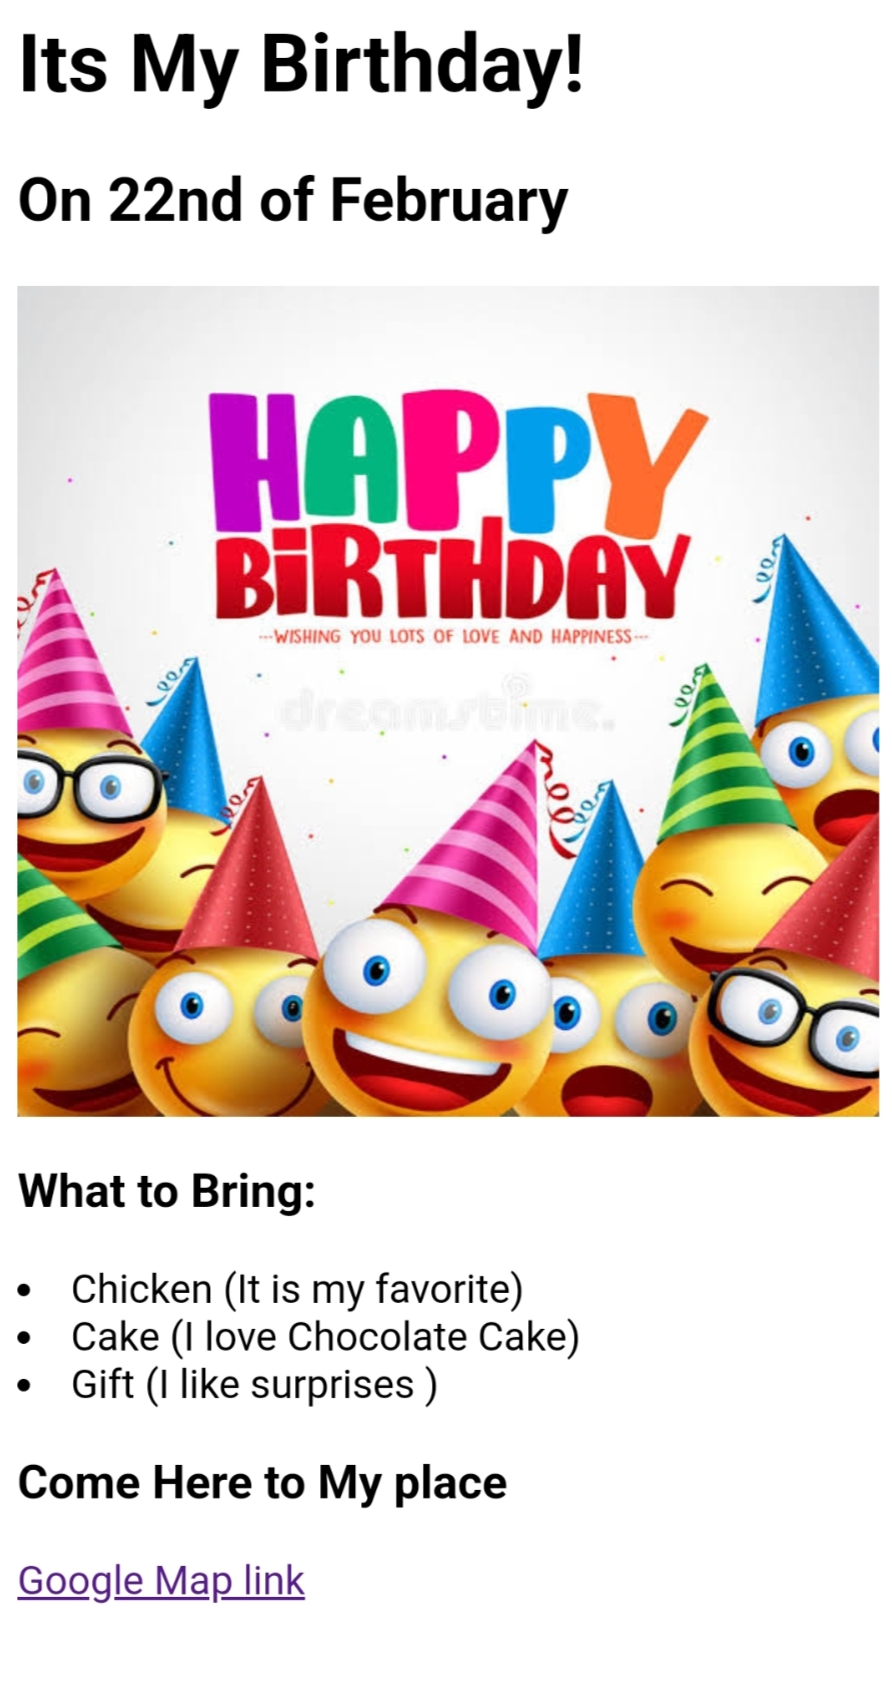 Its My Birthday!
On 22nd of February
HAPPY
BiRTHDAY
---WISHING YOU LOTS OF LOVE AND HAPPINESS---
dreamstime.
What to Bring:
• Chicken (It is my favorite)
• Cake (I love Chocolate Cake)
• Gift (I like surprises )
Come Here to My place
Google Map link